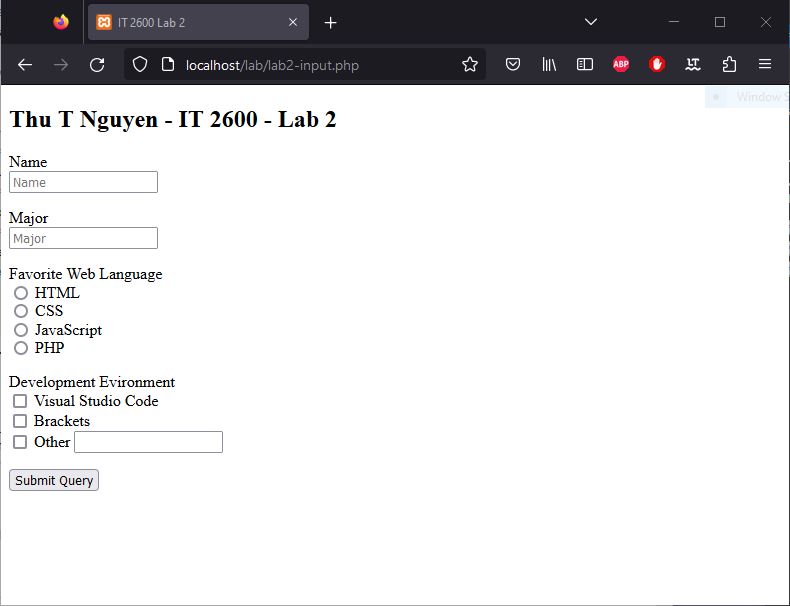 IT 2600 Lab 2
localhost/lab/lab2-input.php
ABP
Window S
Thu T Nguyen - IT 2600 - Lab 2
Name
Name
Major
Major
Favorite Web Language
HTML
CSS
JavaScript
PHP
Development Evironment
Visual Studio Code
Brackets
Other
Submit Query